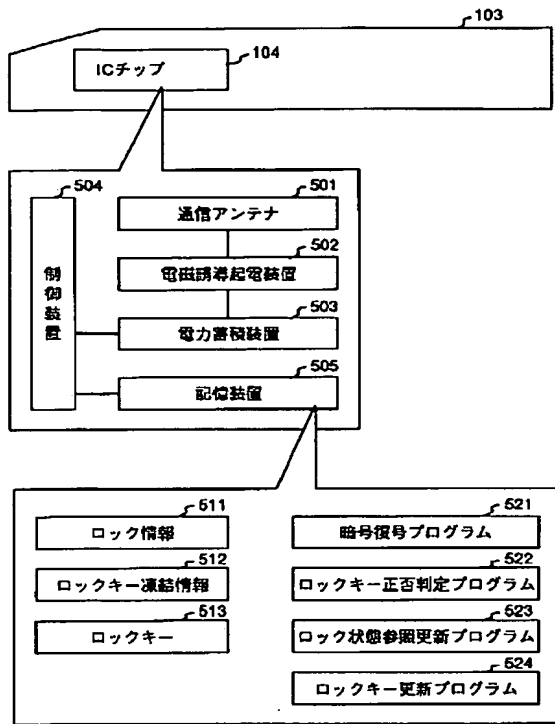 103
104
ICチップ
504
501
通信アンテナ
502
電磁誘導起電装置
503
電力蓄積装置
505
記憶装置
制御装置
511
ロック情報
512
ロックキー凍結情報
513
ロックキー
521
暗号復号プログラム
522
ロックキー正否判定プログラム
523
ロック状態参照更新プログラム
524
ロックキー更新プログラム